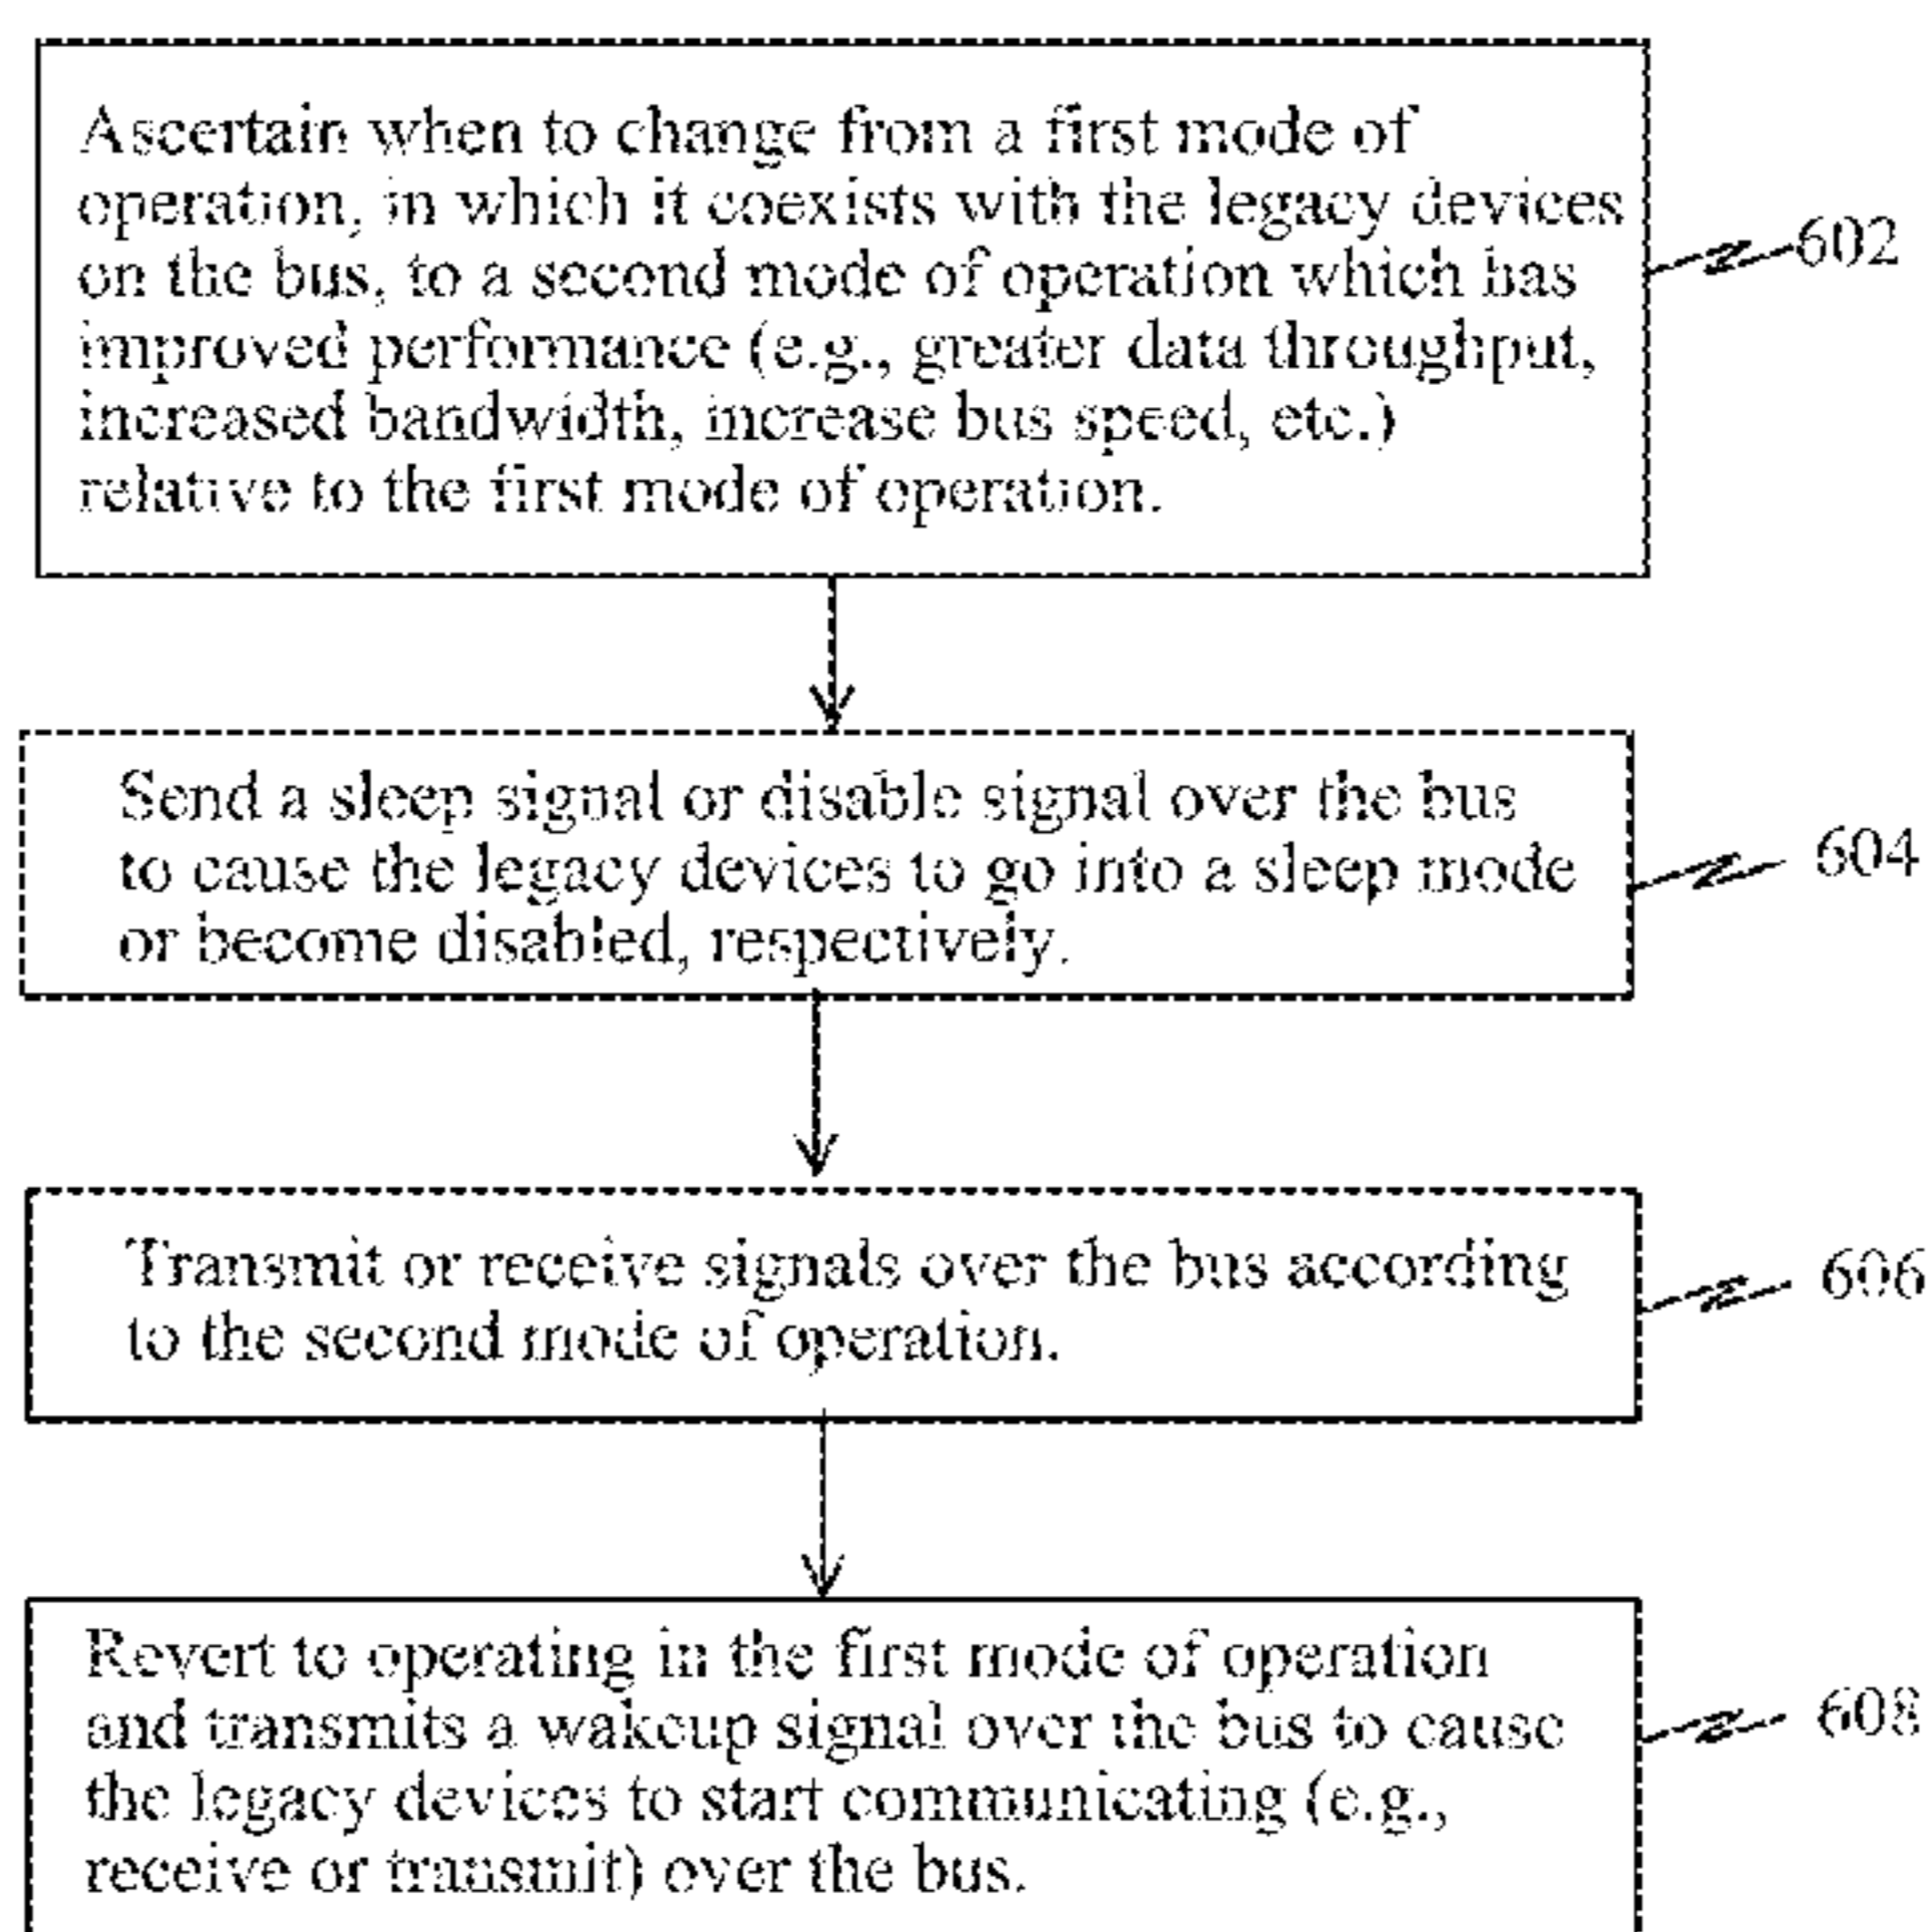 Ascertain when to change from a first mode of
operation, in which it coexists with the legacy devices
on the bus, to a second mode of operation which has
improved performance (e.g., greater data throughput,
increased bandwidth, increase bus speed, etc.)
relative to the first mode of operation.
602
Send a sleep signal or disable signal over the bus
to cause the legacy devices to go into a sleep mode
or become disabled, respectively.
604
Transmit or receive signals over the bus according
to the second mode of operation.
606
Revert to operating in the first mode of operation
and transmits a wakeup signal over the bus to cause
the legacy devices to start communicating (e.g.,
receive or transmit) over the bus.
608